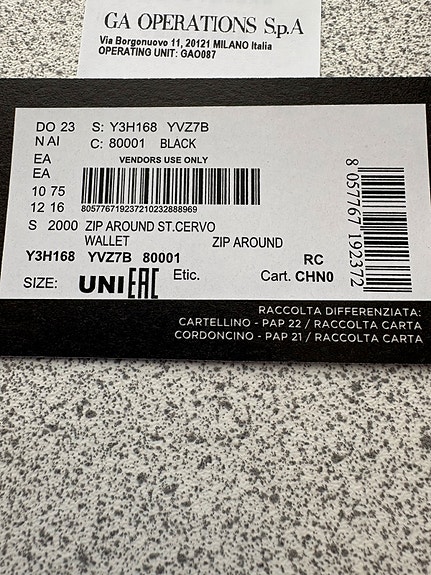 GA OPERATIONS S.p.A
Via Borgonuovo 11, 20121 MILANO Italia
OPERATING UNIT: GAO087
DO 23 S: Y3H168 YVZ7B
N AI C: 80001 BLACK
EA VENDORS USE ONLY
EA
10 75
12 16 8057767192372102328889​69
S 2000 ZIP AROUND ST.CERVO
WALLET ZIP AROUND
Y3H168 YVZ7B 80001 RC
SIZE: UNI EAC Etic. Cart. CHN0
8 057767 192372
RACCOLTA DIFFERENZIATA:
CARTELLINO - PAP 22 / RACCOLTA CARTA
CORDONCINO - PAP 21 / RACCOLTA CARTA